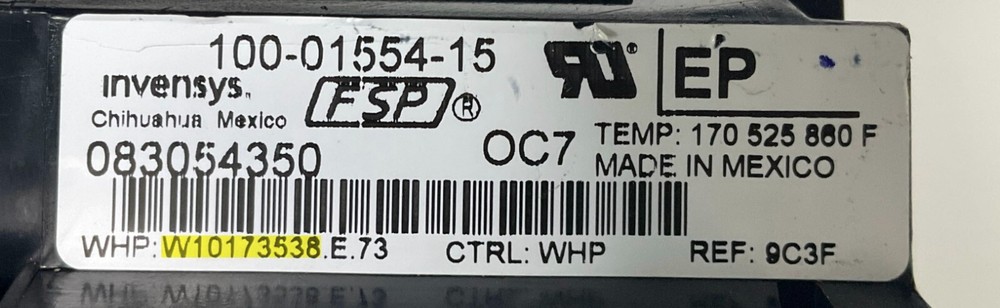 100-01554-15
invensys.
FSP®
EP
Chihuahua Mexico
083054350
OC7
TEMP: 170 525 860 F
MADE IN MEXICO
WHP: W10173538.E.73 CTRL: WHP REF: 9C3F